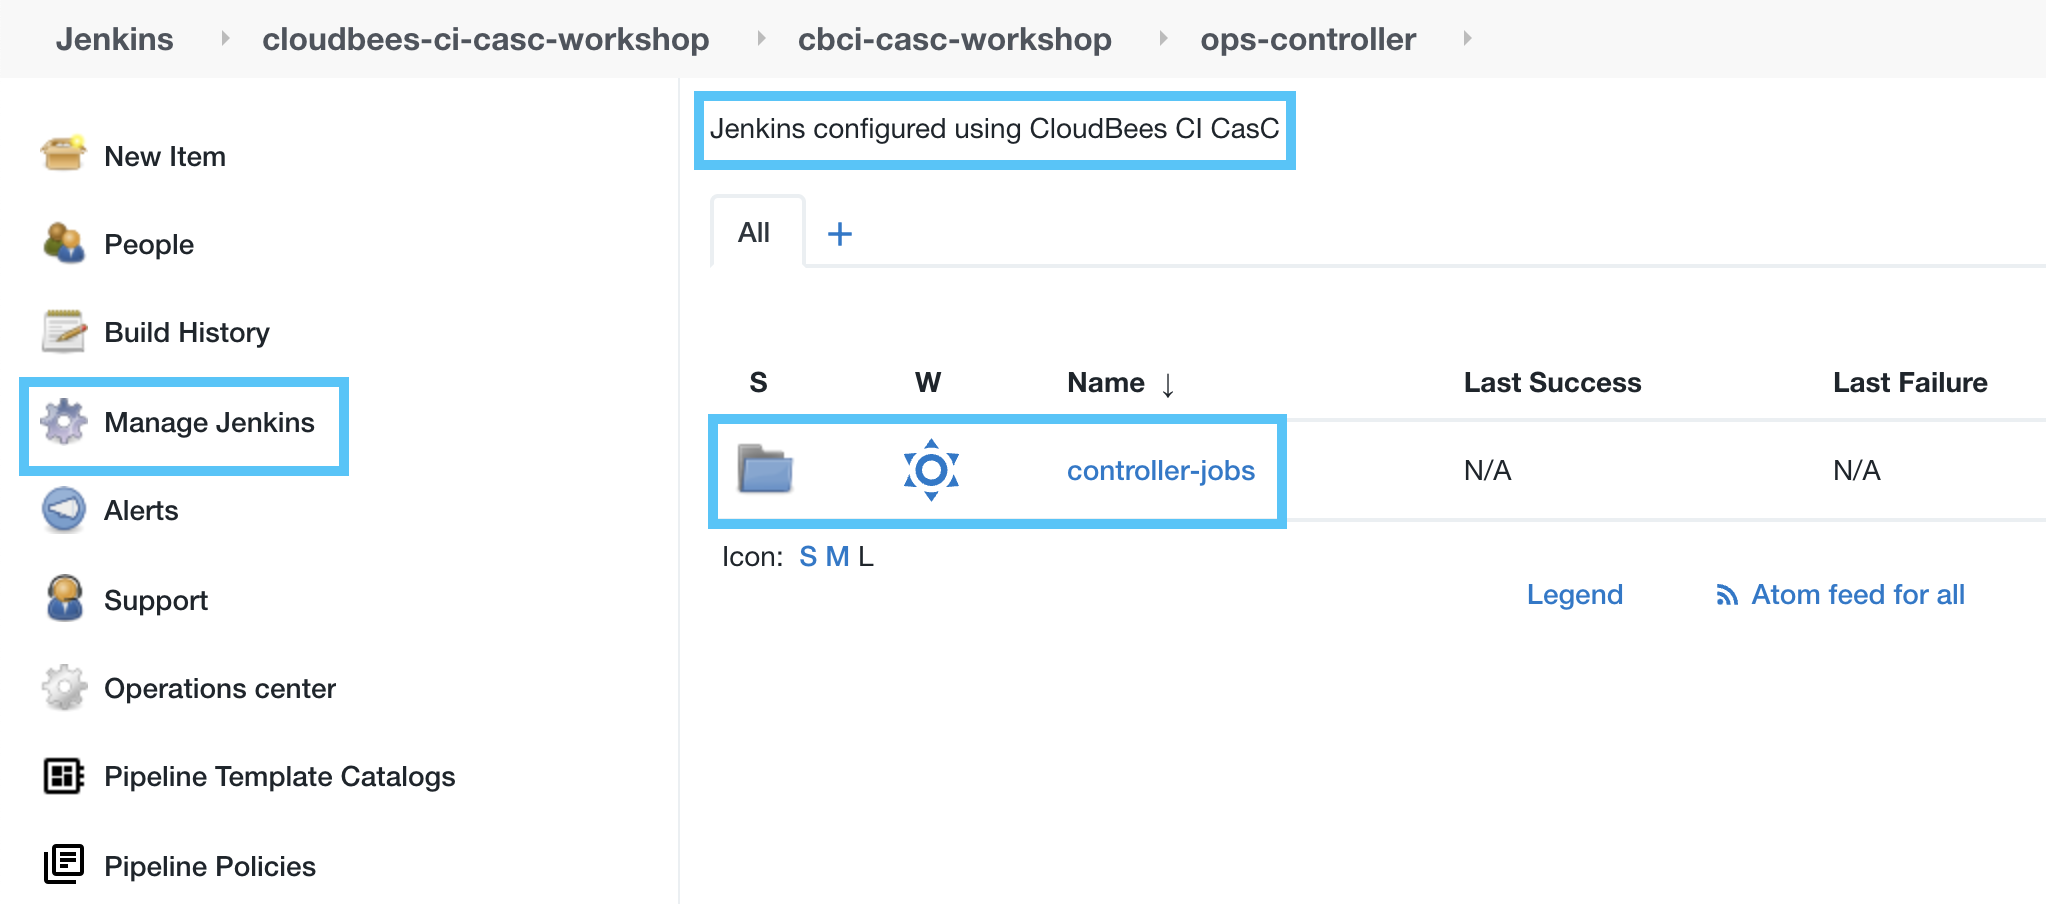 Jenkins cloudbees-ci-casc-workshop cbci-casc-workshop ops-controller
New Item
People
Build History
Manage Jenkins
Alerts
Support
Operations center
Pipeline Template Catalogs
Pipeline Policies
Jenkins configured using CloudBees CI CasC
All +
S W Name ↓ Last Success Last Failure
controller-jobs N/A N/A
Icon: S M L
Legend Atom feed for all